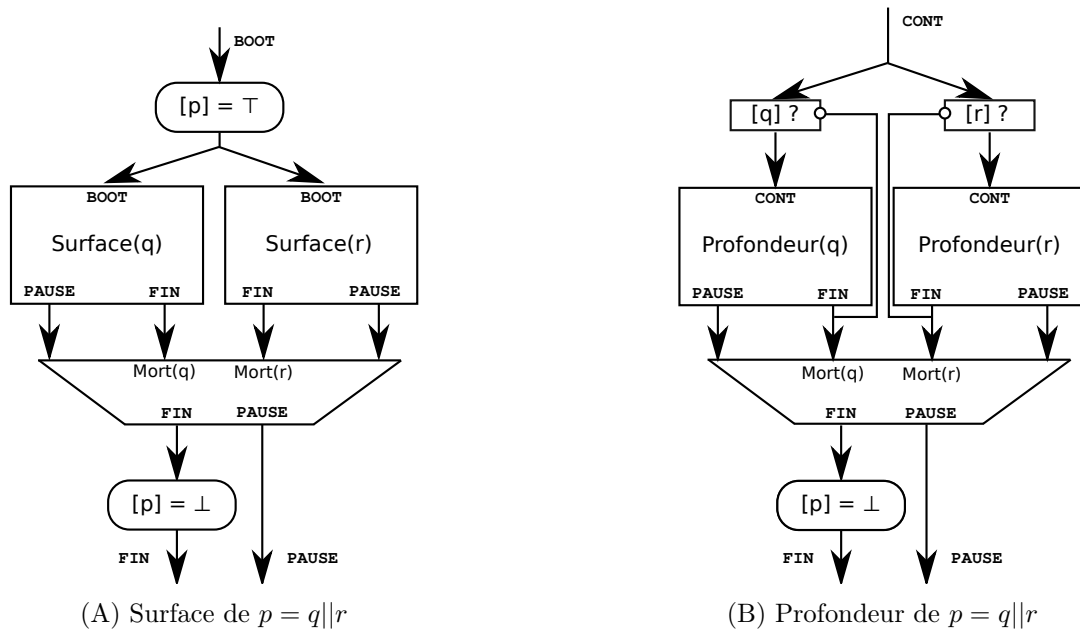 BOOT
[p] = ⊤
BOOT
BOOT
Surface(q)
Surface(r)
PAUSE
FIN
FIN
PAUSE
Mort(q)
Mort(r)
FIN
PAUSE
[p] = ⊥
FIN
PAUSE
(A) Surface de p = q||r
CONT
[q] ?
[r] ?
CONT
CONT
Profondeur(q)
Profondeur(r)
PAUSE
FIN
FIN
PAUSE
Mort(q)
Mort(r)
FIN
PAUSE
[p] = ⊥
FIN
PAUSE
(B) Profondeur de p = q||r